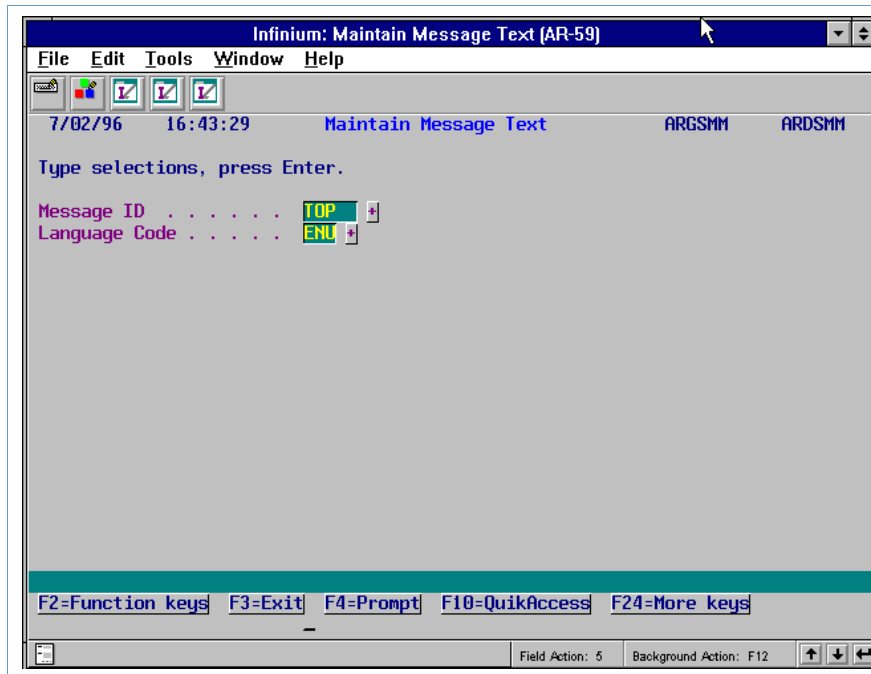 Infinium: Maintain Message Text (AR-59)
File Edit Tools Window Help
7/02/96 16:43:29 Maintain Message Text ARGSMM ARDSMM
Type selections, press Enter.
Message ID . . . . . . TOP +
Language Code . . . . . ENU +
F2=Function keys F3=Exit F4=Prompt F10=QuikAccess F24=More keys
Field Action: 5 Background Action: F12